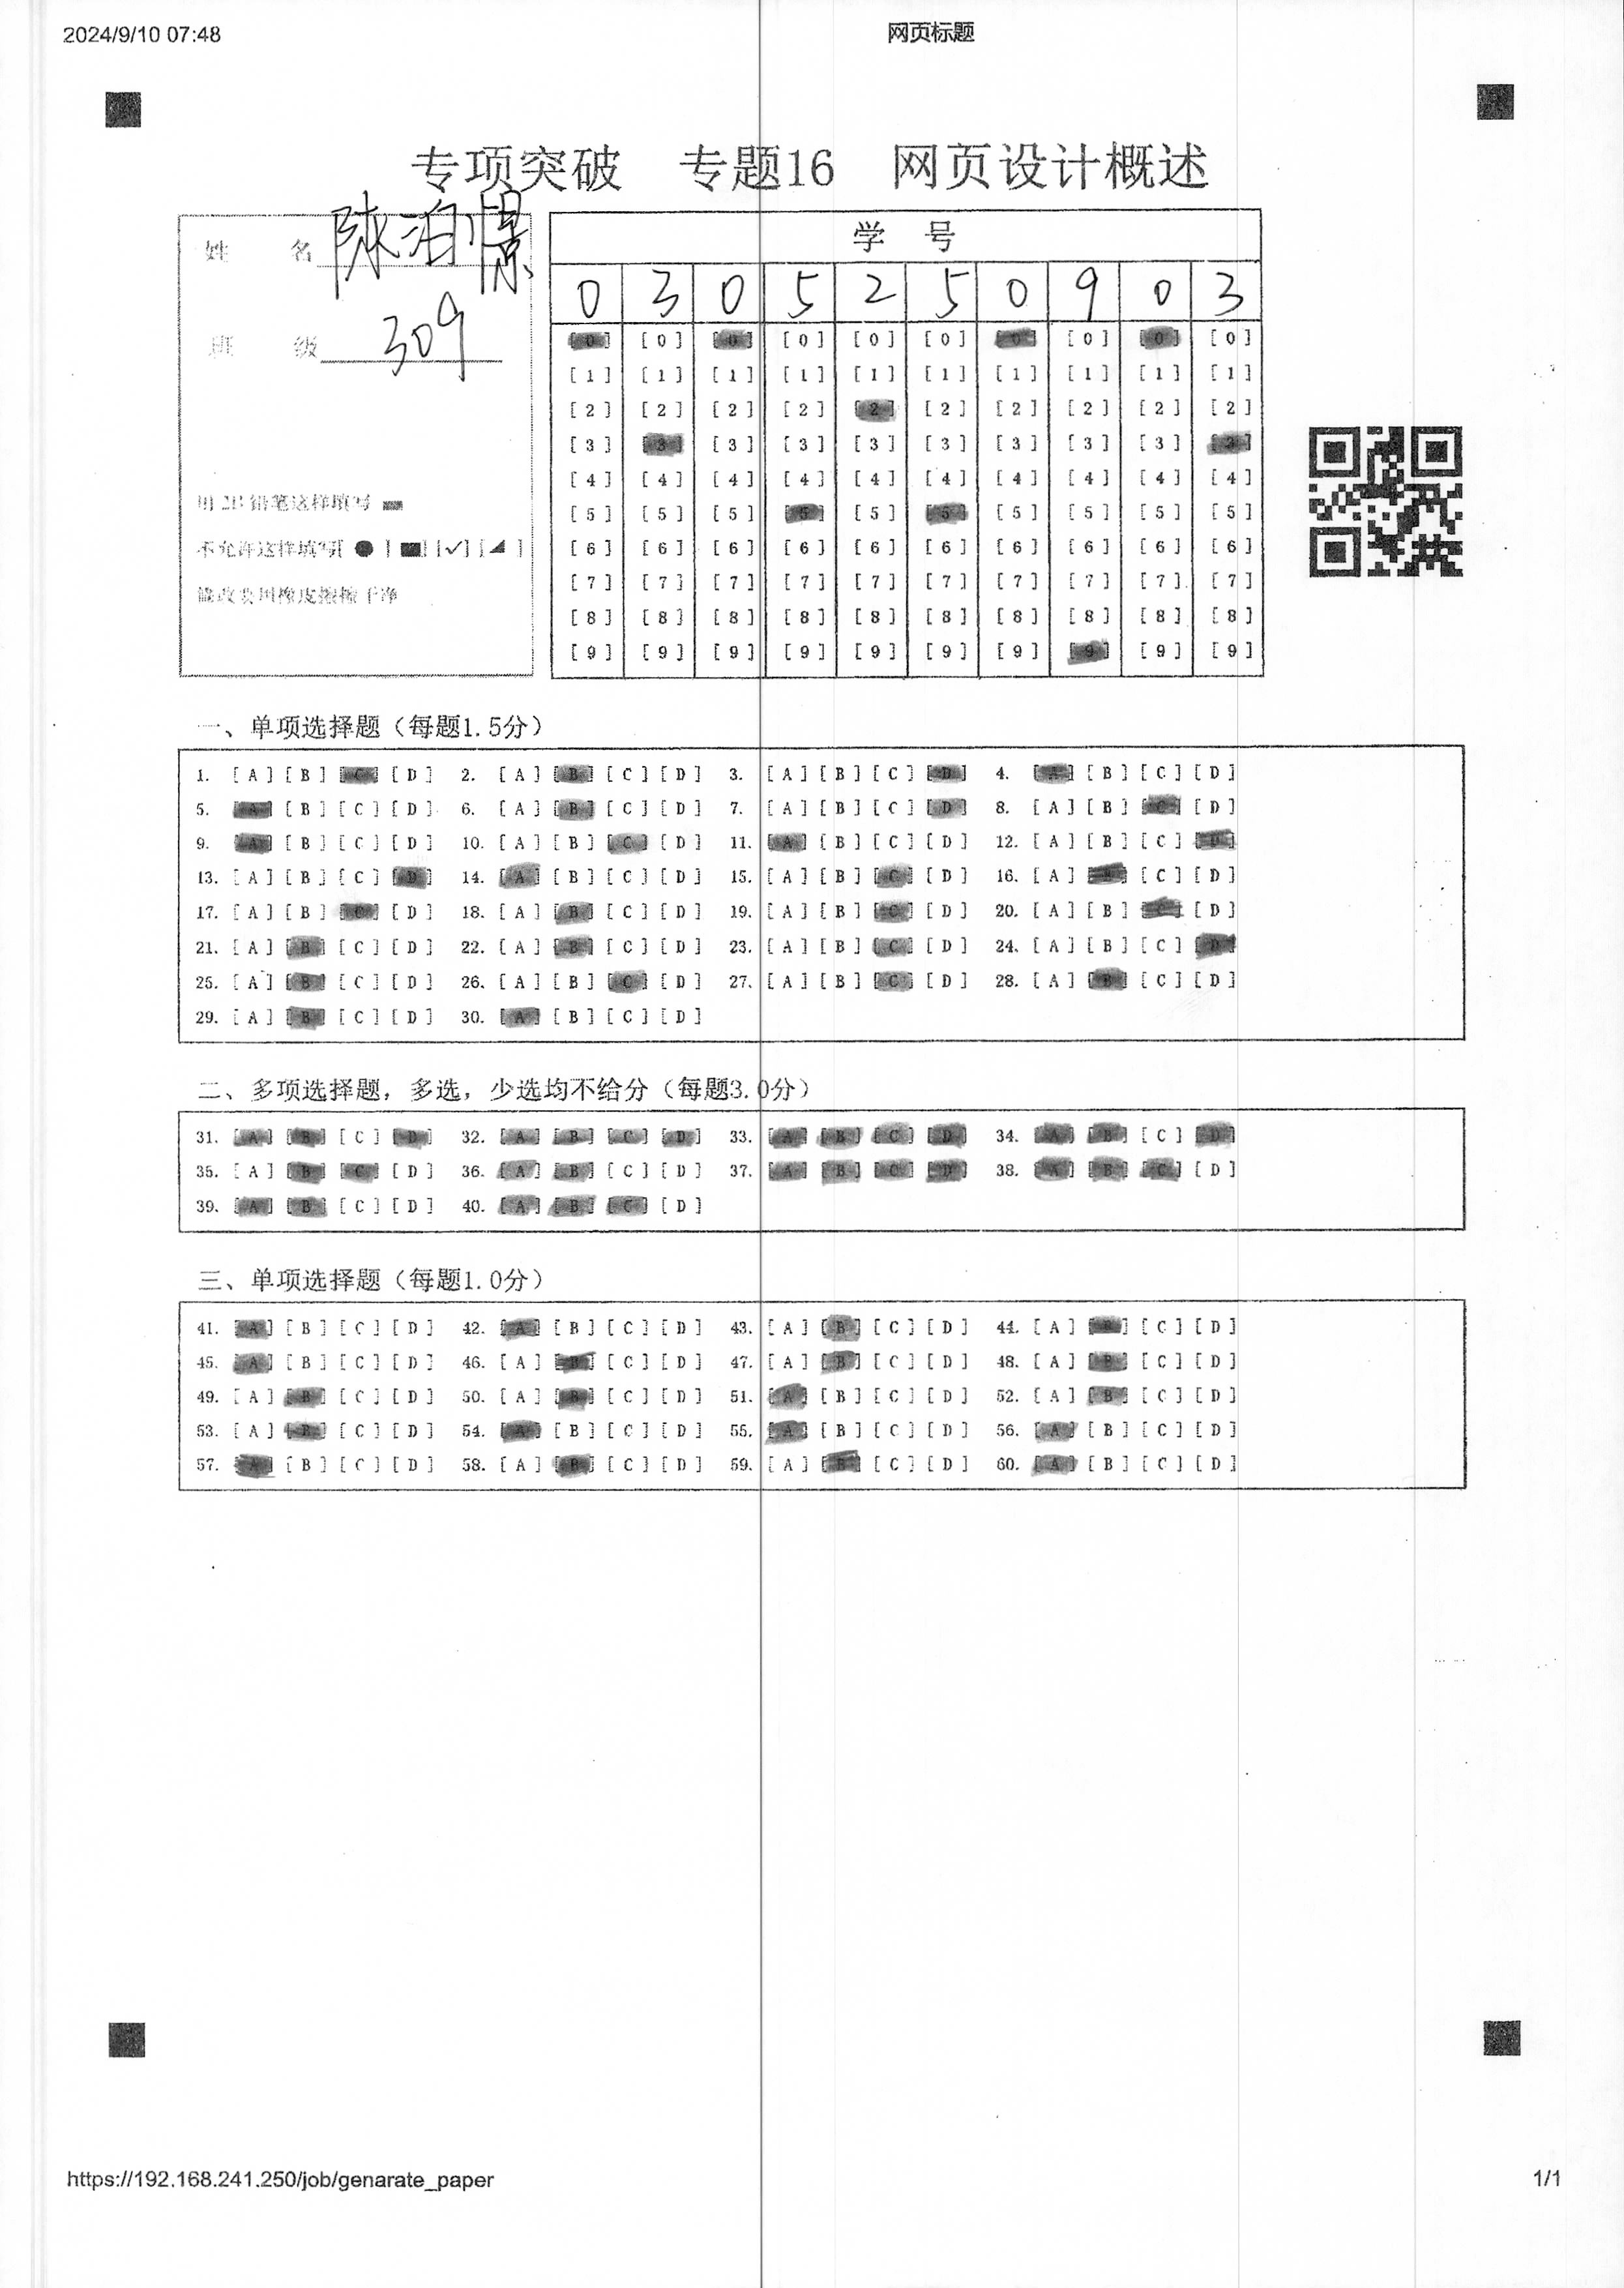 2024/9/10 07:48 网页标题
专项突破 专题16 网页设计概述
姓 名 陈泊憬
班 级 309
用2B铅笔这样填写
不允许这样填写[ ● ] [■] [✓] [◢ ]
修改要用橡皮擦擦干净
学 号
0 3 0 5 2 5 0 9 0 3
[0] [0] [0] [0] [0] [0] [0] [0] [0] [0]
[1] [1] [1] [1] [1] [1] [1] [1] [1] [1]
[2] [2] [2] [2] [2] [2] [2] [2] [2] [2]
[3] [3] [3] [3] [3] [3] [3] [3] [3] [3]
[4] [4] [4] [4] [4] [4] [4] [4] [4] [4]
[5] [5] [5] [5] [5] [5] [5] [5] [5] [5]
[6] [6] [6] [6] [6] [6] [6] [6] [6] [6]
[7] [7] [7] [7] [7] [7] [7] [7] [7] [7]
[8] [8] [8] [8] [8] [8] [8] [8] [8] [8]
[9] [9] [9] [9] [9] [9] [9] [9] [9] [9]
一、单项选择题（每题1.5分）
1. [A] [B] [C] [D] 2. [A] [B] [C] [D] 3. [A] [B] [C] [D] 4. [A] [B] [C] [D]
5. [A] [B] [C] [D] 6. [A] [B] [C] [D] 7. [A] [B] [C] [D] 8. [A] [B] [C] [D]
9. [A] [B] [C] [D] 10. [A] [B] [C] [D] 11. [A] [B] [C] [D] 12. [A] [B] [C] [D]
13. [A] [B] [C] [D] 14. [A] [B] [C] [D] 15. [A] [B] [C] [D] 16. [A] [B] [C] [D]
17. [A] [B] [C] [D] 18. [A] [B] [C] [D] 19. [A] [B] [C] [D] 20. [A] [B] [C] [D]
21. [A] [B] [C] [D] 22. [A] [B] [C] [D] 23. [A] [B] [C] [D] 24. [A] [B] [C] [D]
25. [A] [B] [C] [D] 26. [A] [B] [C] [D] 27. [A] [B] [C] [D] 28. [A] [B] [C] [D]
29. [A] [B] [C] [D] 30. [A] [B] [C] [D]
二、多项选择题，多选，少选均不给分（每题3.0分）
31. [A] [B] [C] [D] 32. [A] [B] [C] [D] 33. [A] [B] [C] [D] 34. [A] [B] [C] [D]
35. [A] [B] [C] [D] 36. [A] [B] [C] [D] 37. [A] [B] [C] [D] 38. [A] [B] [C] [D]
39. [A] [B] [C] [D] 40. [A] [B] [C] [D]
三、单项选择题（每题1.0分）
41. [A] [B] [C] [D] 42. [A] [B] [C] [D] 43. [A] [B] [C] [D] 44. [A] [B] [C] [D]
45. [A] [B] [C] [D] 46. [A] [B] [C] [D] 47. [A] [B] [C] [D] 48. [A] [B] [C] [D]
49. [A] [B] [C] [D] 50. [A] [B] [C] [D] 51. [A] [B] [C] [D] 52. [A] [B] [C] [D]
53. [A] [B] [C] [D] 54. [A] [B] [C] [D] 55. [A] [B] [C] [D] 56. [A] [B] [C] [D]
57. [A] [B] [C] [D] 58. [A] [B] [C] [D] 59. [A] [B] [C] [D] 60. [A] [B] [C] [D]
https://192.168.241.250/job/genarate_paper 1/1